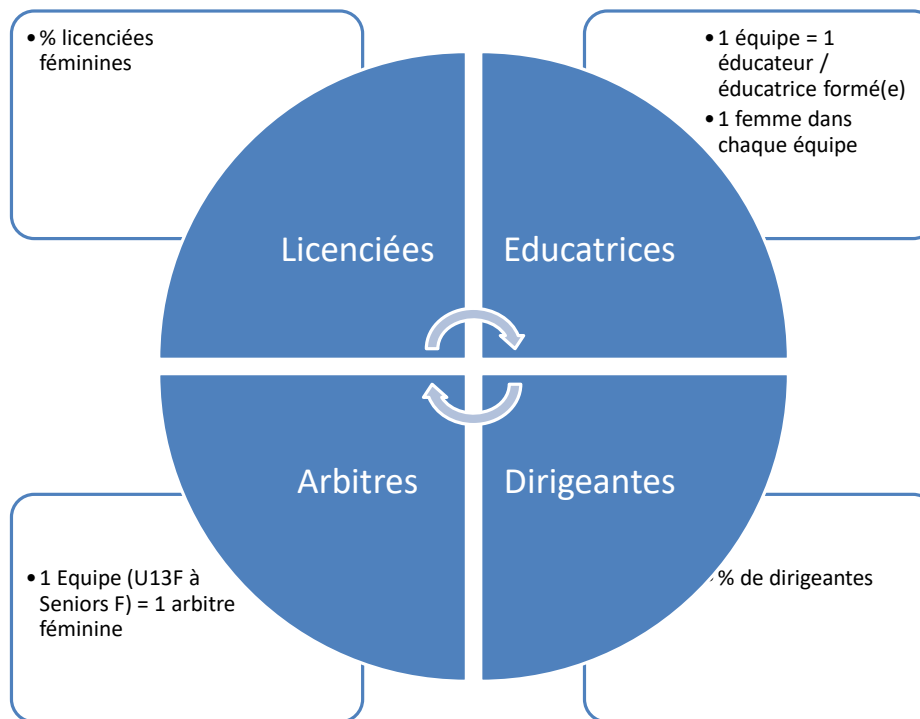 • % licenciées
féminines
• 1 équipe = 1
éducateur /
éducatrice formé(e)
• 1 femme dans
chaque équipe
Licenciées
Educatrices
Arbitres
Dirigeantes
• 1 Equipe (U13F à
Seniors F) = 1 arbitre
féminine
• % de dirigeantes